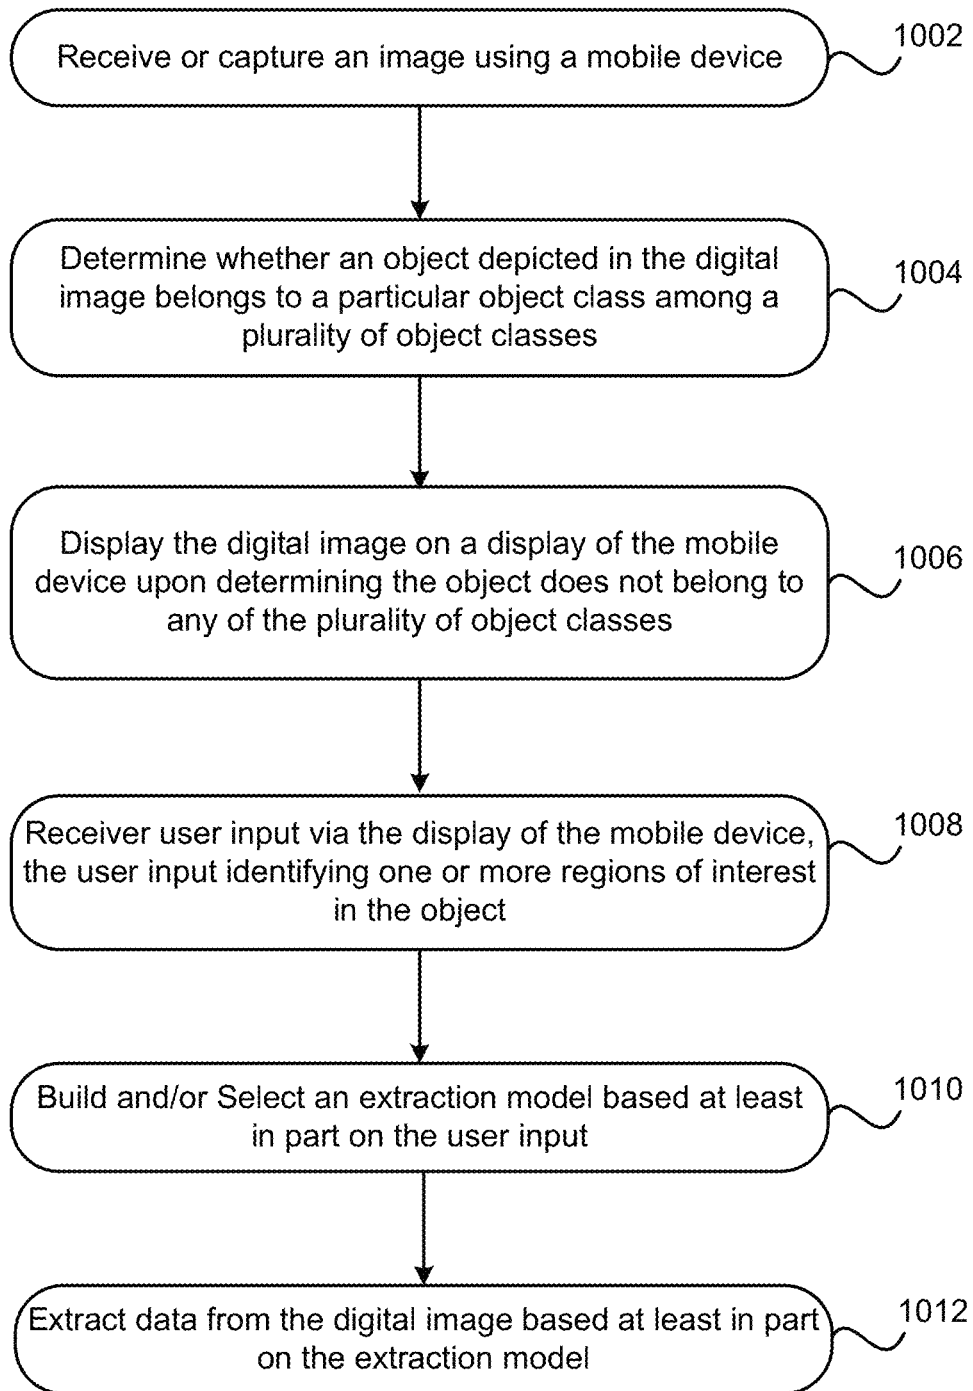 Receive or capture an image using a mobile device
1002
Determine whether an object depicted in the digital
image belongs to a particular object class among a
plurality of object classes
1004
Display the digital image on a display of the mobile
device upon determining the object does not belong to
any of the plurality of object classes
1006
Receiver user input via the display of the mobile device,
the user input identifying one or more regions of interest
in the object
1008
Build and/or Select an extraction model based at least
in part on the user input
1010
Extract data from the digital image based at least in part
on the extraction model
1012